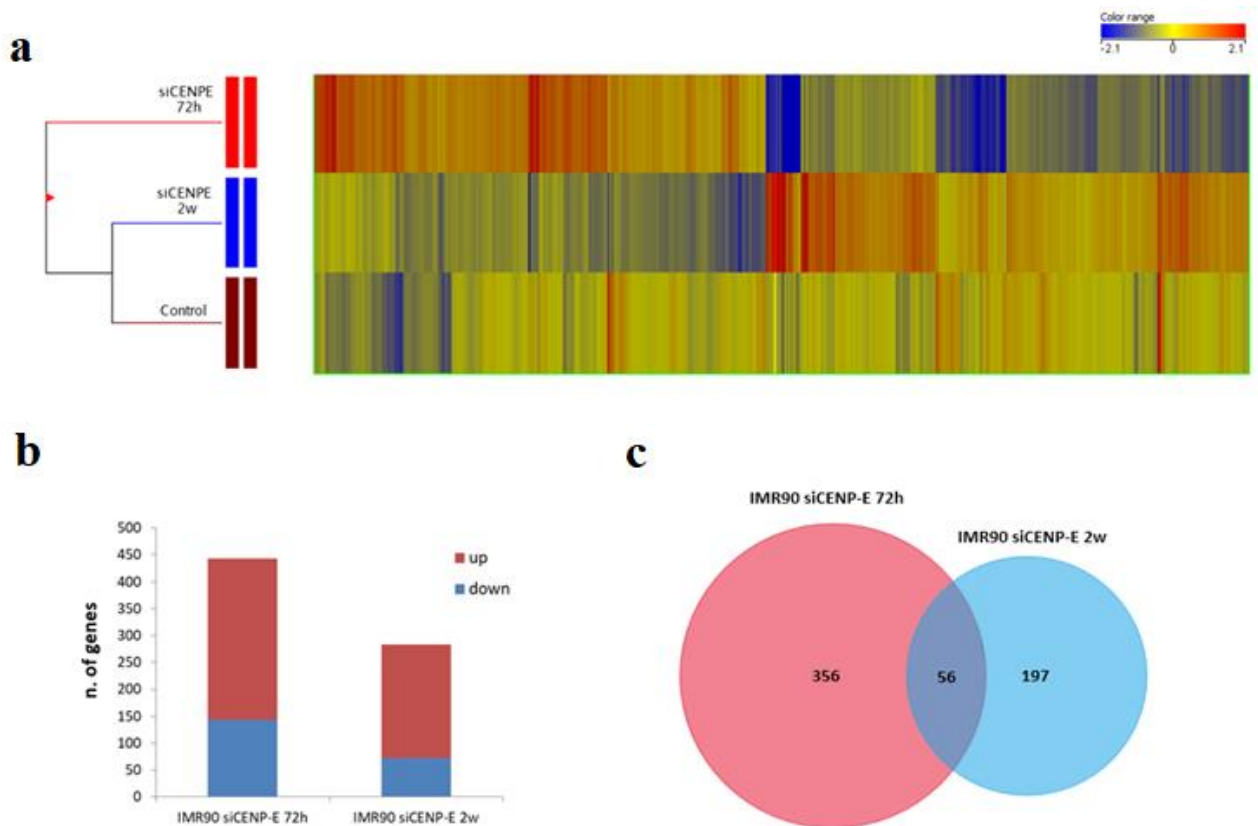 a
Color range
-2.1 0 2.1
siCENPE
72h
siCENPE
2w
Control
b
n. of genes
500
450
400
350
300
250
200
150
100
50
0
up
down
IMR90 siCENP-E 72h
IMR90 siCENP-E 2w
c
IMR90 siCENP-E 72h
IMR90 siCENP-E 2w
356
56
197